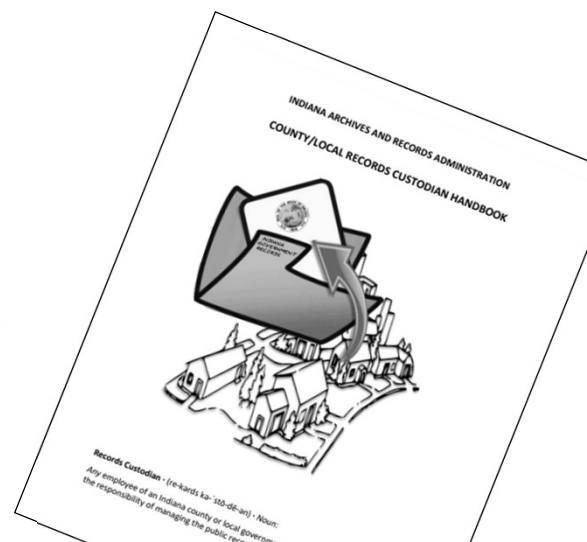 INDIANA ARCHIVES AND RECORDS ADMINISTRATION
COUNTY/LOCAL RECORDS CUSTODIAN HANDBOOK
INDIANA
GOVERNMENT
RECORDS
Records Custodian - (re-kards kə-ˈstō-dē-an) - Noun:
Any employee of an Indiana county or local
the responsibility of managing the public